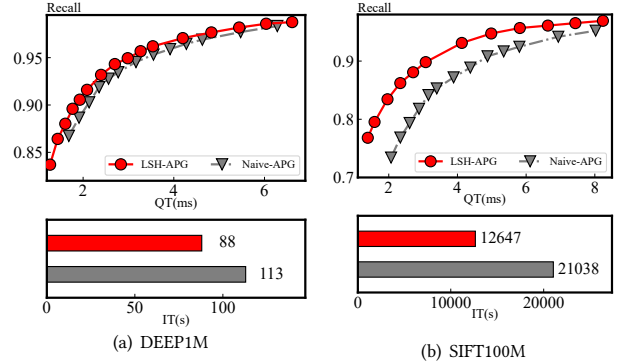 Recall
0.95
0.90
0.85
LSH-APG
Naive-APG
2
4
6
QT(ms)
88
113
0
50
100
IT(s)
(a) DEEP1M
Recall
0.9
0.8
0.7
LSH-APG
Naive-APG
2
4
6
8
QT(ms)
12647
21038
0
10000
20000
IT(s)
(b) SIFT100M